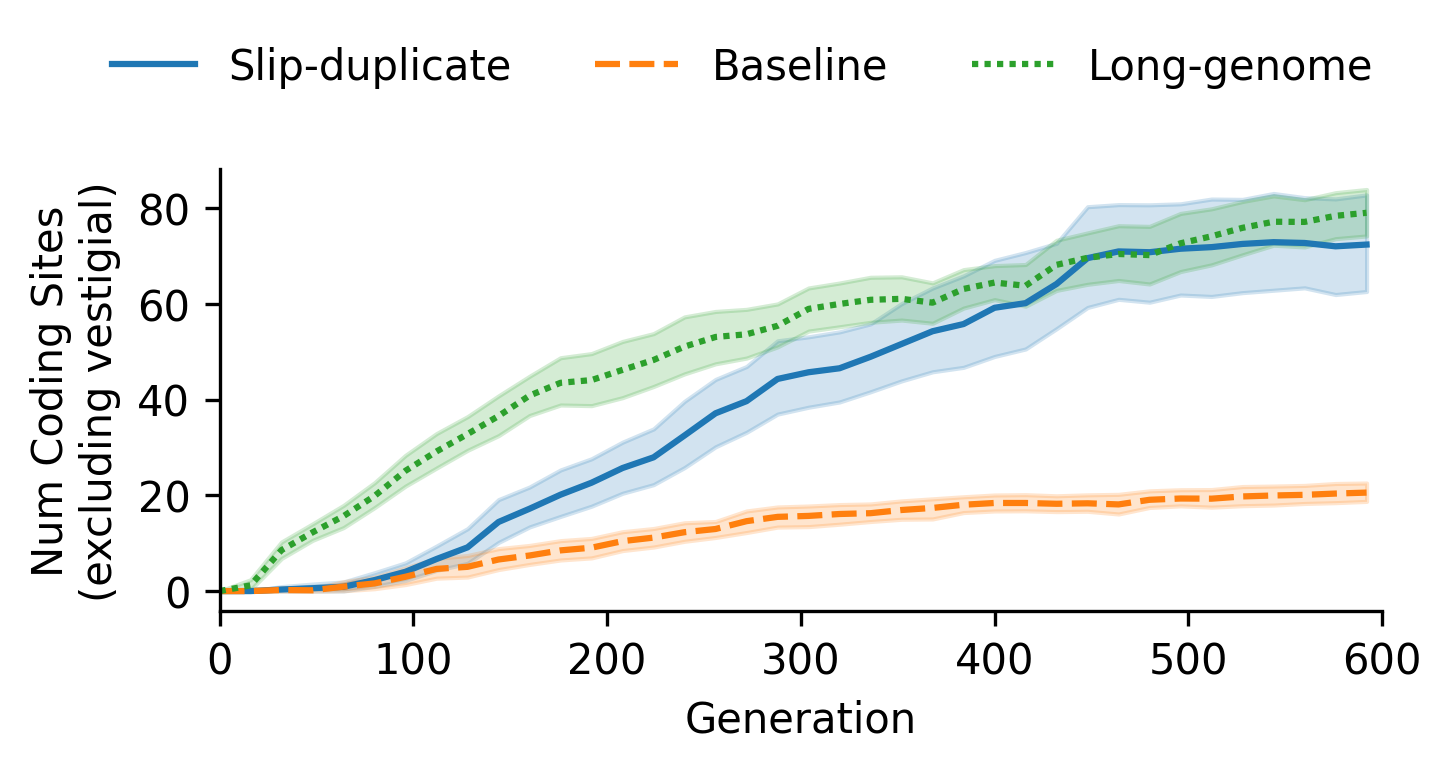 Slip-duplicate Baseline Long-genome
Num Coding Sites
(excluding vestigial)
80
60
40
20
0
0 100 200 300 400 500 600
Generation